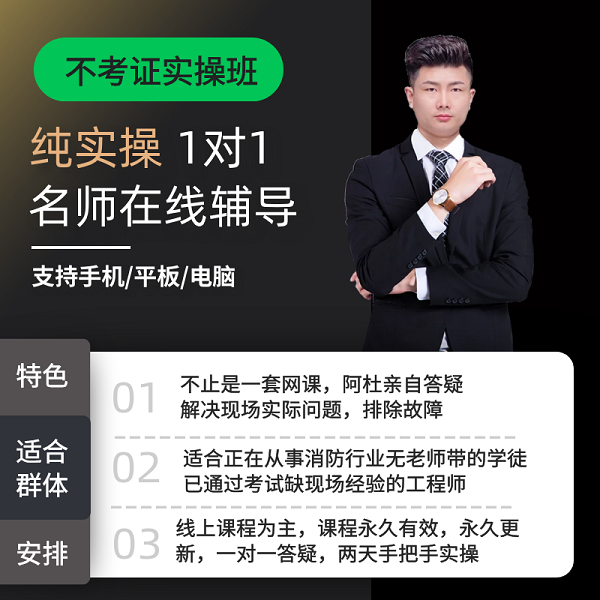 不考证实操班
纯实操 1对1
名师在线辅导
支持手机/平板/电脑
特色
01
不止是一套网课，阿杜亲自答疑
解决现场实际问题，排除故障
适合
群体
02
适合正在从事消防行业无老师带的学徒
已通过考试缺现场经验的工程师
安排
03
线上课程为主，课程永久有效，永久更
新，一对一答疑，两天手把手实操